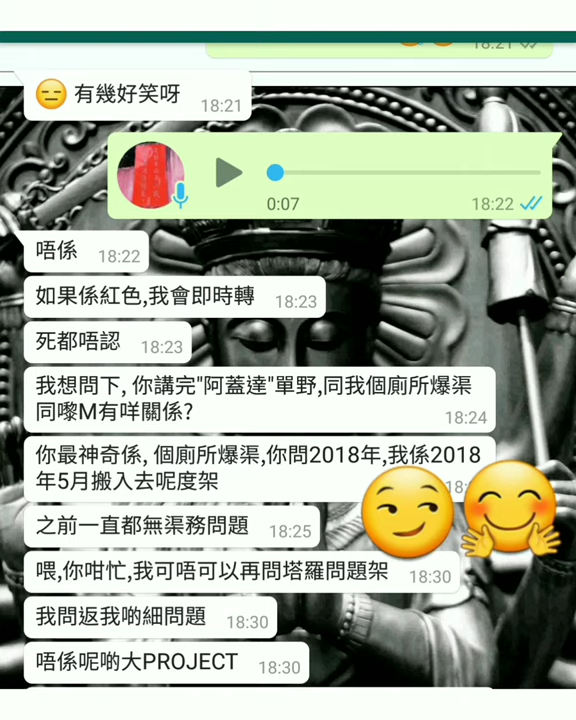 18:21
😑 有幾好笑呀 18:21
0:07 18:22
唔係 18:22
如果係紅色,我會即時轉 18:23
死都唔認 18:23
我想問下, 你講完"阿蓋達"單野,同我個廁所爆渠
同嚟M有咩關係? 18:24
你最神奇係, 個廁所爆渠,你問2018年,我係2018
年5月搬入去呢度架 18:
之前一直都無渠務問題 18:25
喂,你咁忙,我可唔可以再問塔羅問題架 18:30
我問返我啲細問題 18:30
唔係呢啲大PROJECT 18:30